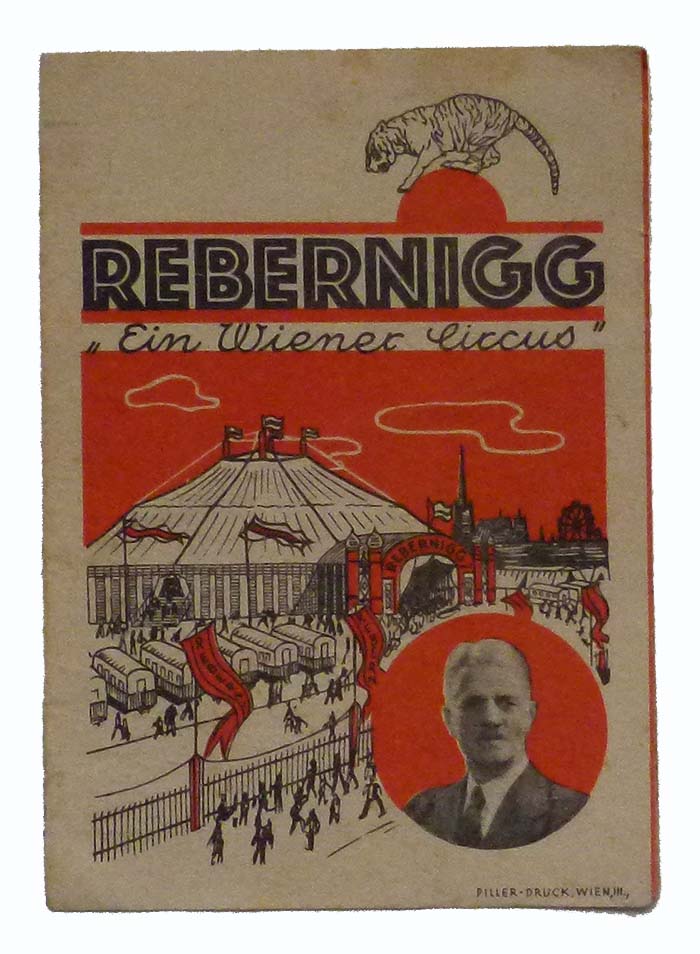 REBERNIGG
„Ein Wiener Circus"
REBERNIGG
PILLER-DRUCK, WIEN, III.,